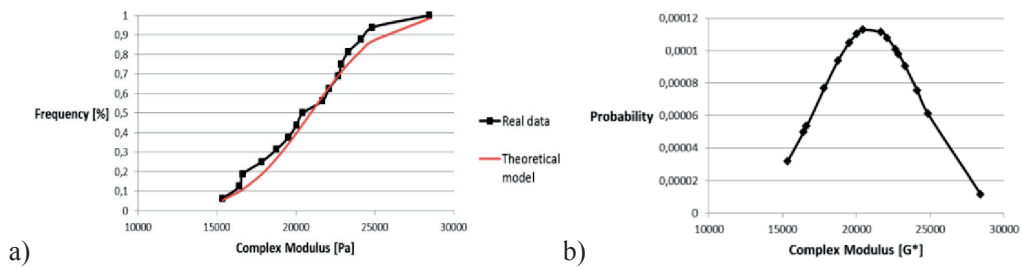 1
0,9
0,8
0,7
0,6
0,5
0,4
0,3
0,2
0,1
0
Frequency [%]
10000 15000 20000 25000 30000
Complex Modulus [Pa]
Real data
Theoretical
model
a)
0,00012
0,0001
0,00008
0,00006
0,00004
0,00002
0
Probability
10000 15000 20000 25000 30000
Complex Modulus [G*]
b)